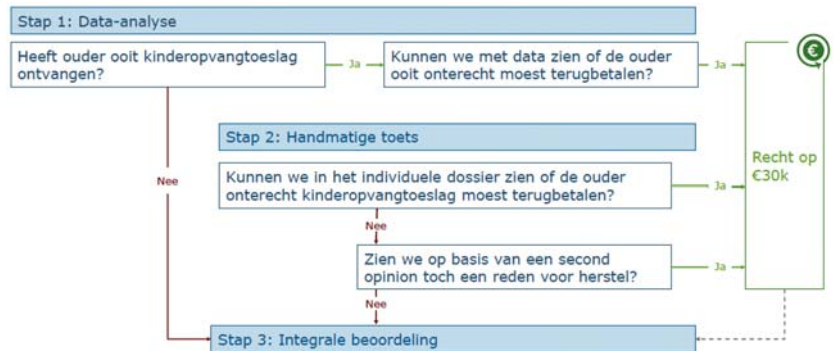 Stap 1: Data-analyse
Heeft ouder ooit kinderopvangtoeslag
ontvangen?
Ja
Kunnen we met data zien of de ouder
ooit onterecht moest terugbetalen?
Ja
€
Stap 2: Handmatige toets
Nee
Kunnen we in het individuele dossier zien of de ouder
onterecht kinderopvangtoeslag moest terugbetalen?
Ja
Recht op
€30k
Nee
Zien we op basis van een second
opinion toch een reden voor herstel?
Ja
Nee
Stap 3: Integrale beoordeling